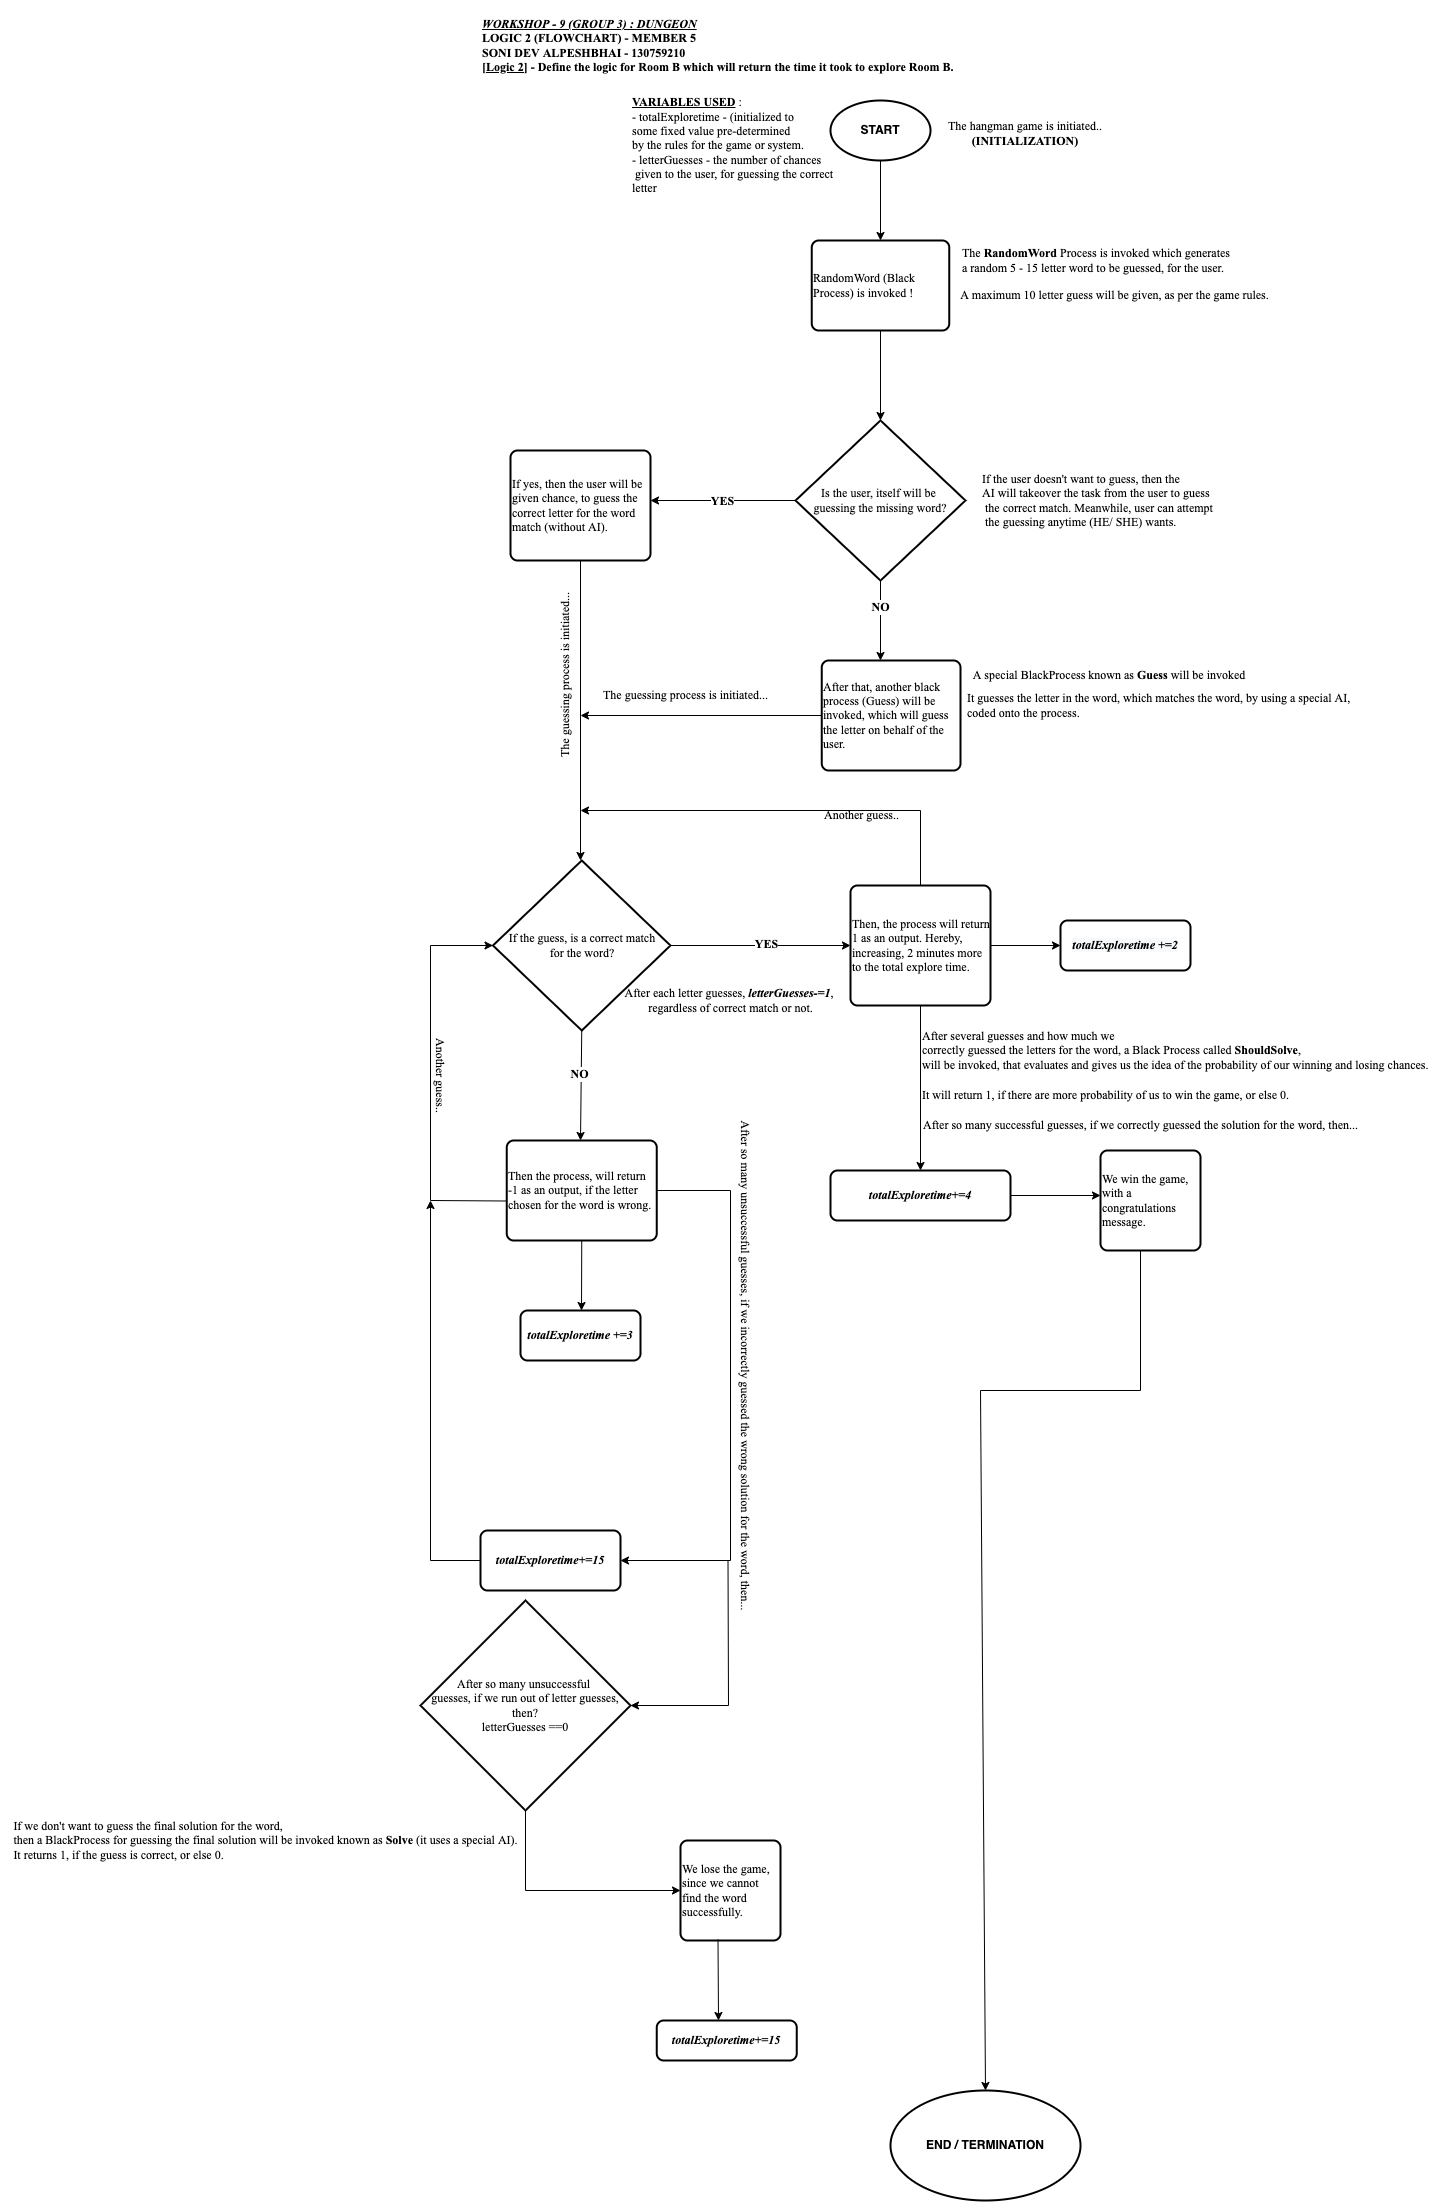 WORKSHOP - 9 (GROUP 3) : DUNGEON
LOGIC 2 (FLOWCHART) - MEMBER 5
SONI DEV ALPESHBHAI - 130759210
[Logic 2] - Define the logic for Room B which will return the time it took to explore Room B.
VARIABLES USED :
- totalExploretime - (initialized to
some fixed value pre-determined
by the rules for the game or system.
- letterGuesses - the number of chances
given to the user, for guessing the correct
letter
START
The hangman game is initiated..
(INITIALIZATION)
RandomWord (Black
Process) is invoked !
The RandomWord Process is invoked which generates
a random 5 - 15 letter word to be guessed, for the user.
A maximum 10 letter guess will be given, as per the game rules.
If yes, then the user will be
given chance, to guess the
correct letter for the word
match (without AI).
YES
Is the user, itself will be
guessing the missing word?
If the user doesn't want to guess, then the
AI will takeover the task from the user to guess
the correct match. Meanwhile, user can attempt
the guessing anytime (HE/ SHE) wants.
NO
The guessing process is initiated...
The guessing process is initiated...
After that, another black
process (Guess) will be
invoked, which will guess
the letter on behalf of the
user.
A special BlackProcess known as Guess will be invoked
It guesses the letter in the word, which matches the word, by using a special AI,
coded onto the process.
Another guess..
If the guess, is a correct match
for the word?
YES
Then, the process will return
1 as an output. Hereby,
increasing, 2 minutes more
to the total explore time.
totalExploretime +=2
After each letter guesses, letterGuesses-=1,
regardless of correct match or not.
Another guess..
NO
After several guesses and how much we
correctly guessed the letters for the word, a Black Process called ShouldSolve,
will be invoked, that evaluates and gives us the idea of the probability of our winning and losing chances.
It will return 1, if there are more probability of us to win the game, or else 0.
After so many successful guesses, if we correctly guessed the solution for the word, then...
Then the process, will return
-1 as an output, if the letter
chosen for the word is wrong.
After so many unsuccessful guesses, if we incorrectly guessed the wrong solution for the word, then...
totalExploretime+=4
We win the game,
with a
congratulations
message.
totalExploretime +=3
totalExploretime+=15
After so many unsuccessful
guesses, if we run out of letter guesses,
then?
letterGuesses ==0
If we don't want to guess the final solution for the word,
then a BlackProcess for guessing the final solution will be invoked known as Solve (it uses a special AI).
It returns 1, if the guess is correct, or else 0.
We lose the game,
since we cannot
find the word
successfully.
totalExploretime+=15
END / TERMINATION